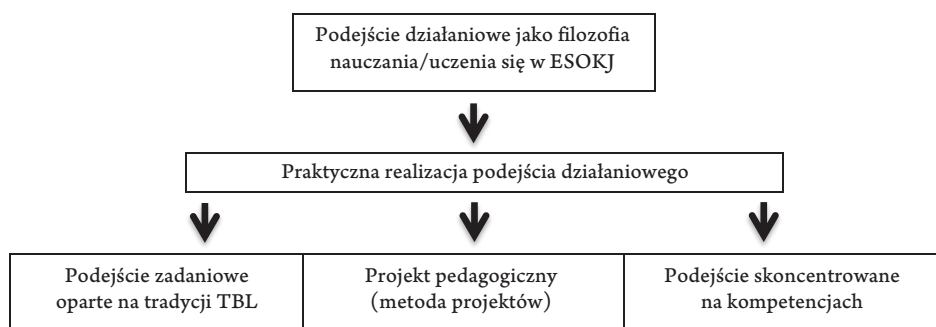 Podejście działaniowe jako filozofia
nauczania/uczenia się w ESOKJ
Praktyczna realizacja podejścia działaniowego
Podejście zadaniowe
oparte na tradycji TBL
Projekt pedagogiczny
(metoda projektów)
Podejście skoncentrowane
na kompetencjach